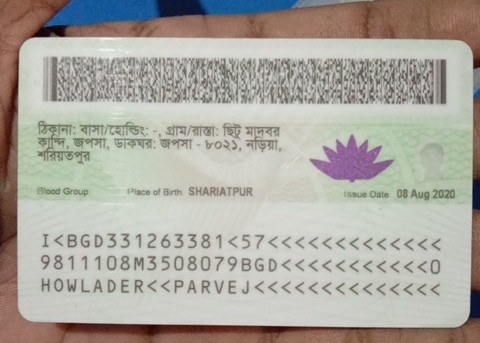 ঠিকানা: বাসা/হোল্ডিং: -, গ্রাম/রাস্তা: ছিটু মাদবর
কান্দি, জপসা, ডাকঘর: জপসা - ৮০২১, নড়িয়া,
শরিয়তপুর
Blood Group Place of Birth: SHARIATPUR Issue Date: 08 Aug 2020
I<BGD331263381<57<<<<<<<<<<<<<
9811108M3508079BGD<<<<<<<<<<<0
HOWLADER<<PARVEJ<<<<<<<<<<<<<<